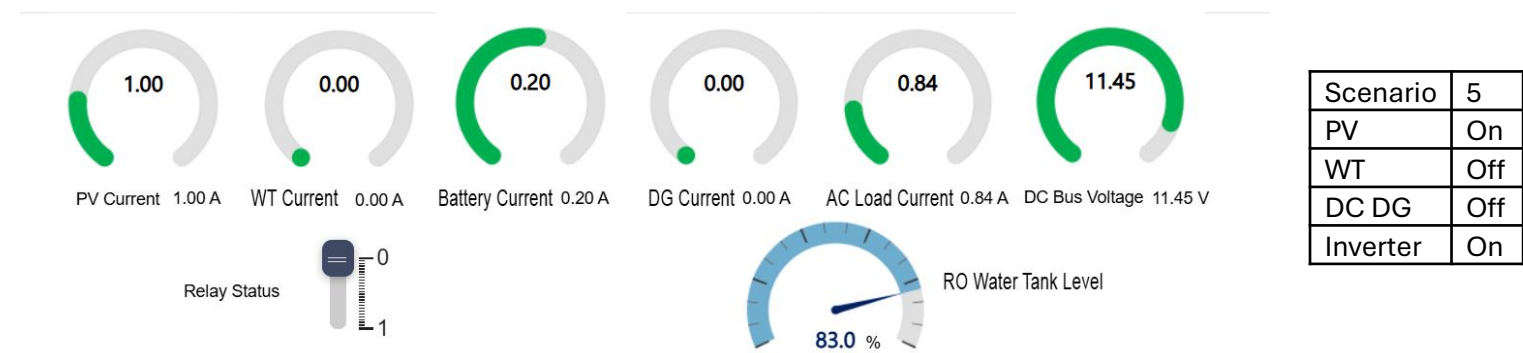 1.00
0.00
0.20
0.00
0.84
11.45
PV Current 1.00 A
WT Current 0.00 A
Battery Current 0.20 A
DG Current 0.00 A
AC Load Current 0.84 A
DC Bus Voltage 11.45 V
Relay Status
0
1
83.0 %
RO Water Tank Level
Scenario 5
PV On
WT Off
DC DG Off
Inverter On